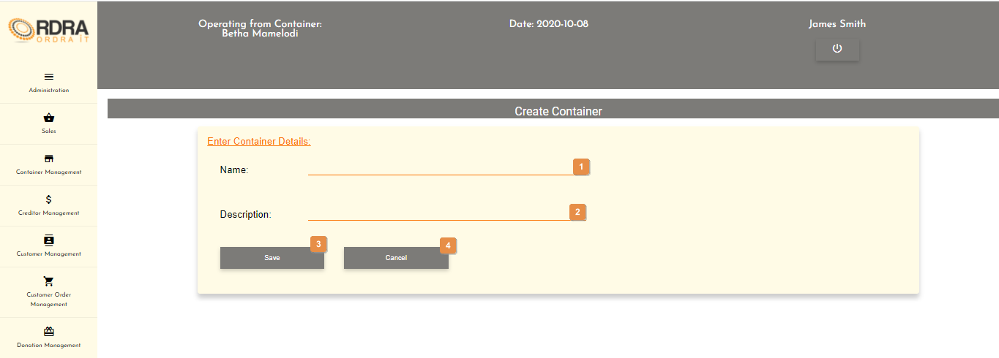 RDRA
ORDRA IT
Administration
Sales
Container Management
Creditor Management
Customer Management
Customer Order
Management
Donation Management
Operating from Container:
Betha Mamelodi
Date: 2020-10-08
James Smith
Create Container
Enter Container Details:
Name:
1
Description:
2
Save
3
Cancel
4